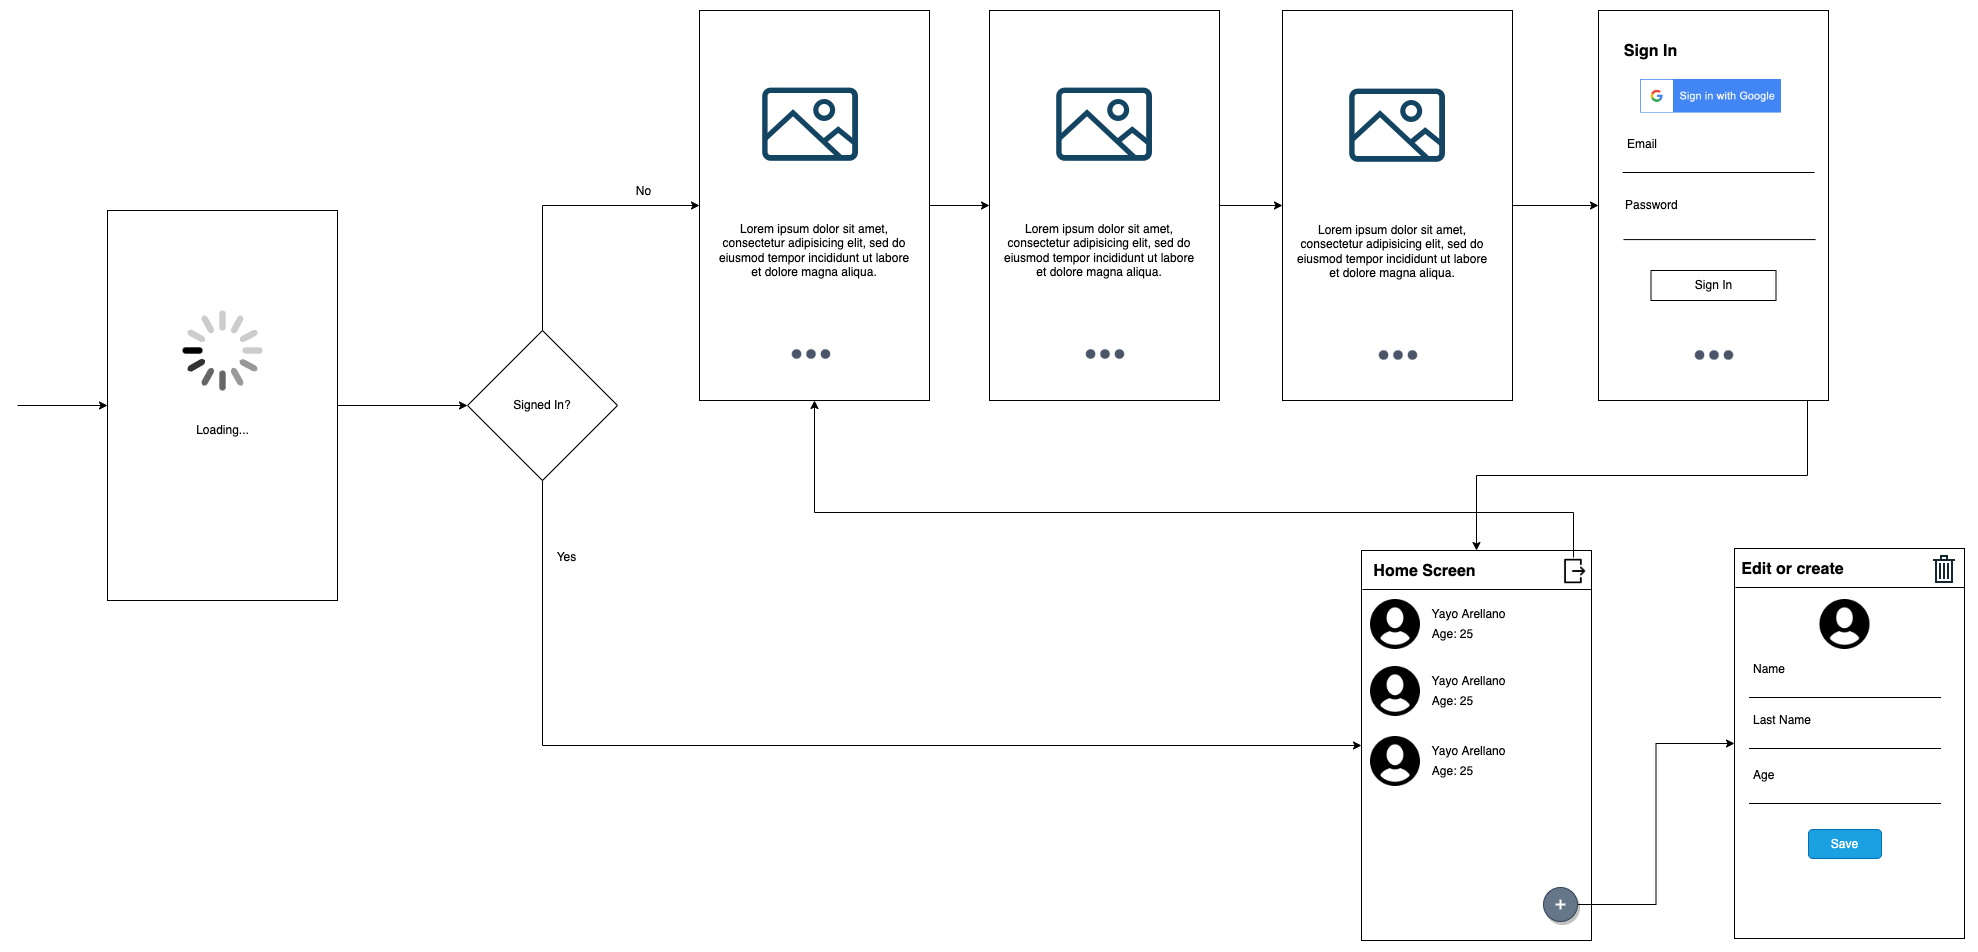 Loading...
Signed In?
No
Yes
Lorem ipsum dolor sit amet,
consectetur adipisicing elit, sed do
eiusmod tempor incididunt ut labore
et dolore magna aliqua.
Lorem ipsum dolor sit amet,
consectetur adipisicing elit, sed do
eiusmod tempor incididunt ut labore
et dolore magna aliqua.
Lorem ipsum dolor sit amet,
consectetur adipisicing elit, sed do
eiusmod tempor incididunt ut labore
et dolore magna aliqua.
Sign In
G Sign in with Google
Email
Password
Sign In
Home Screen
Yayo Arellano
Age: 25
Yayo Arellano
Age: 25
Yayo Arellano
Age: 25
+
Edit or create
Name
Last Name
Age
Save